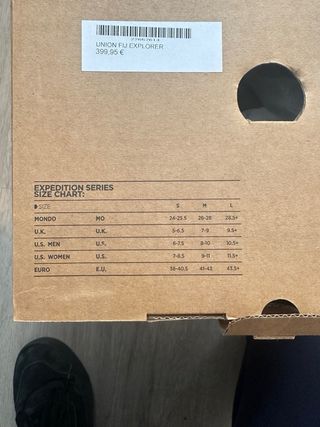 UNION FIJ EXPLORER
399,95 €
EXPEDITION SERIES
SIZE CHART:
SIZE S M L
MONDO MO 24-25.5 26-28 28.5+
U.K. U.K. 5-6.5 7-9 9.5+
U.S. MEN U.S. 6-7.5 8-10 10.5+
U.S. WOMEN U.S. 7-8.5 9-11 11.5+
EURO E.U. 38-40.5 41-43 43.5+